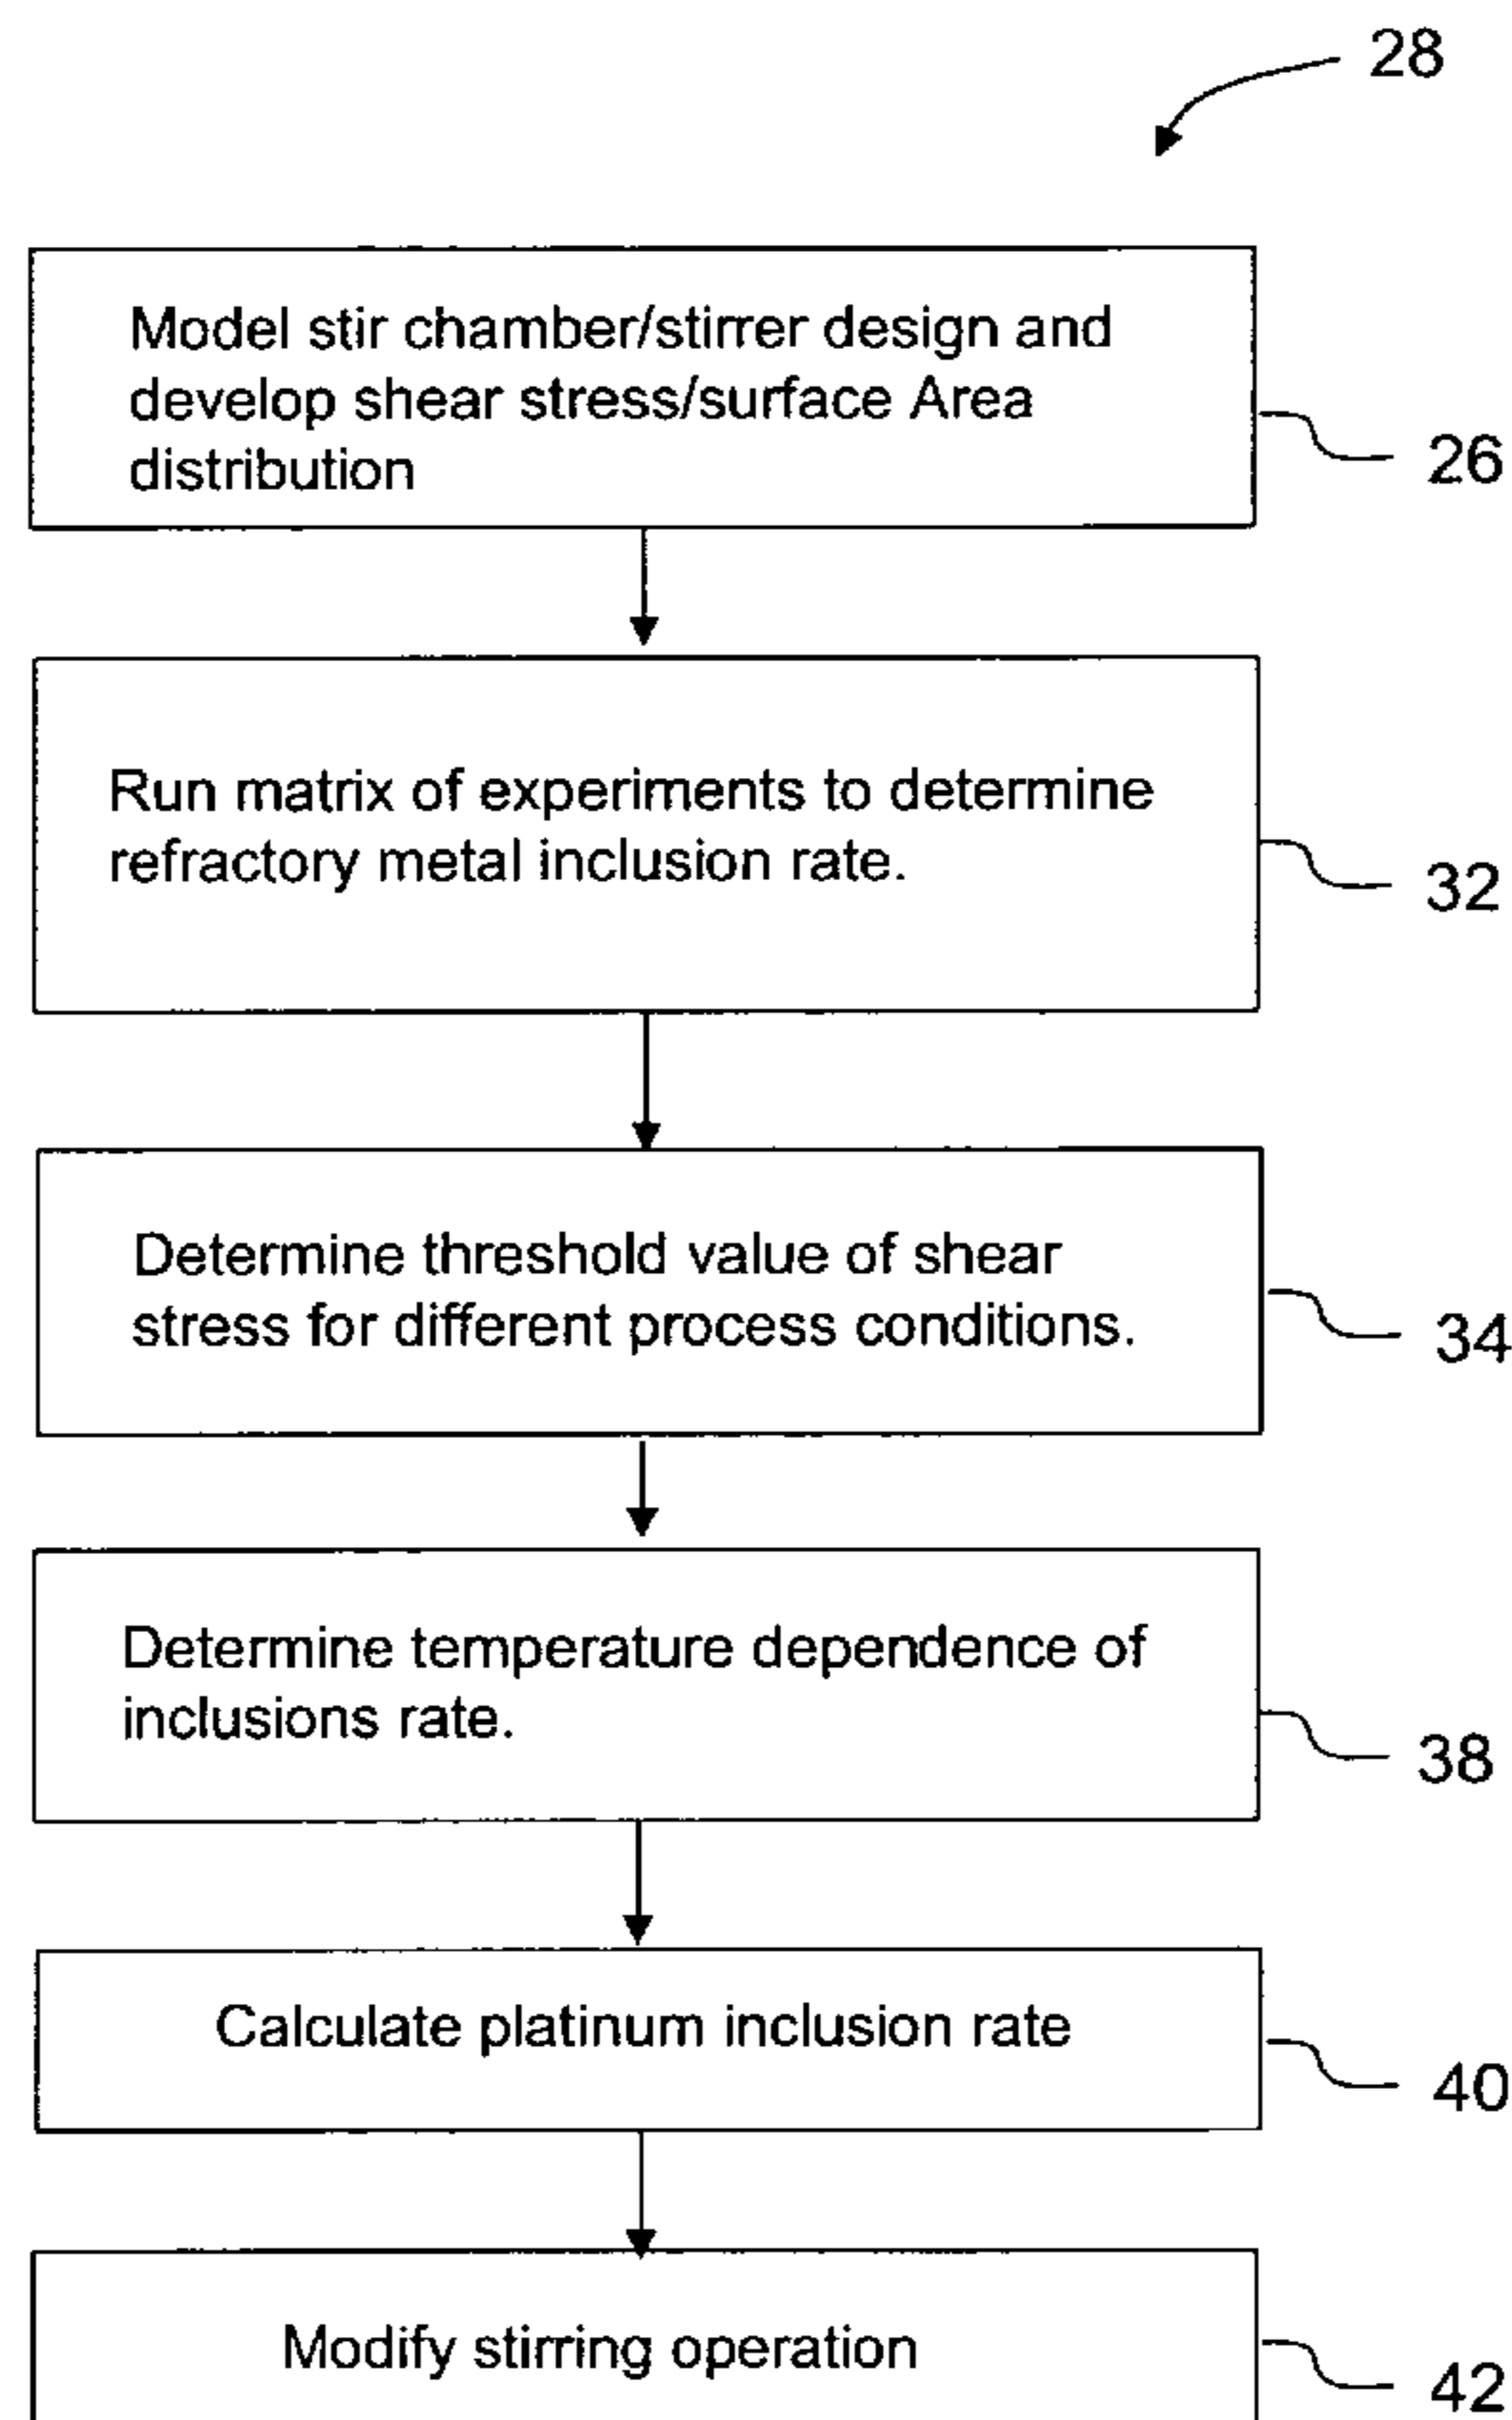 28
Model stir chamber/stirrer design and
develop shear stress/surface Area
distribution
26
Run matrix of experiments to determine
refractory metal inclusion rate.
32
Determine threshold value of shear
stress for different process conditions.
34
Determine temperature dependence of
inclusions rate.
38
Calculate platinum inclusion rate
40
Modify stirring operation
42